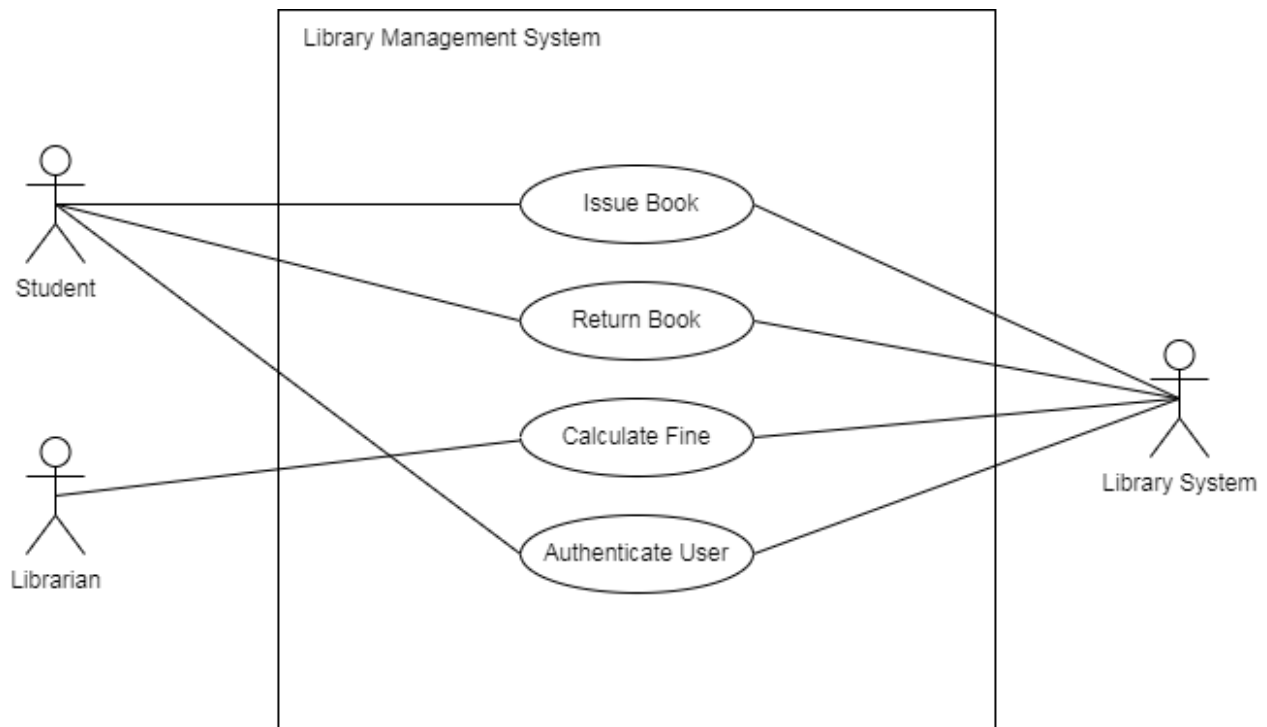 Library Management System
Issue Book
Student
Return Book
Calculate Fine
Library System
Authenticate User
Librarian